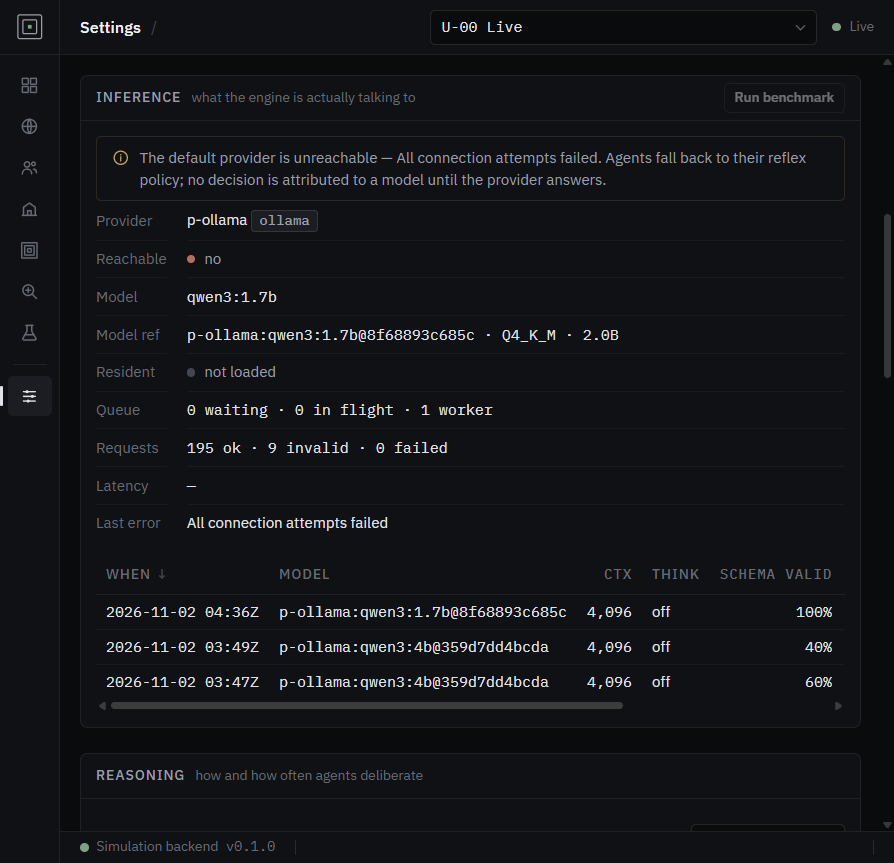 Settings /
U-00 Live
Live
INFERENCE what the engine is actually talking to
Run benchmark
The default provider is unreachable — All connection attempts failed. Agents fall back to their reflex
policy; no decision is attributed to a model until the provider answers.
Provider p-ollama ollama
Reachable no
Model qwen3:1.7b
Model ref p-ollama:qwen3:1.7b@8f68893c685c · Q4_K_M · 2.0B
Resident not loaded
Queue 0 waiting · 0 in flight · 1 worker
Requests 195 ok · 9 invalid · 0 failed
Latency —
Last error All connection attempts failed
WHEN ↓ MODEL CTX THINK SCHEMA VALID
2026-11-02 04:36Z p-ollama:qwen3:1.7b@8f68893c685c 4,096 off 100%
2026-11-02 03:49Z p-ollama:qwen3:4b@359d7dd4bcda 4,096 off 40%
2026-11-02 03:47Z p-ollama:qwen3:4b@359d7dd4bcda 4,096 off 60%
REASONING how and how often agents deliberate
Simulation backend v0.1.0